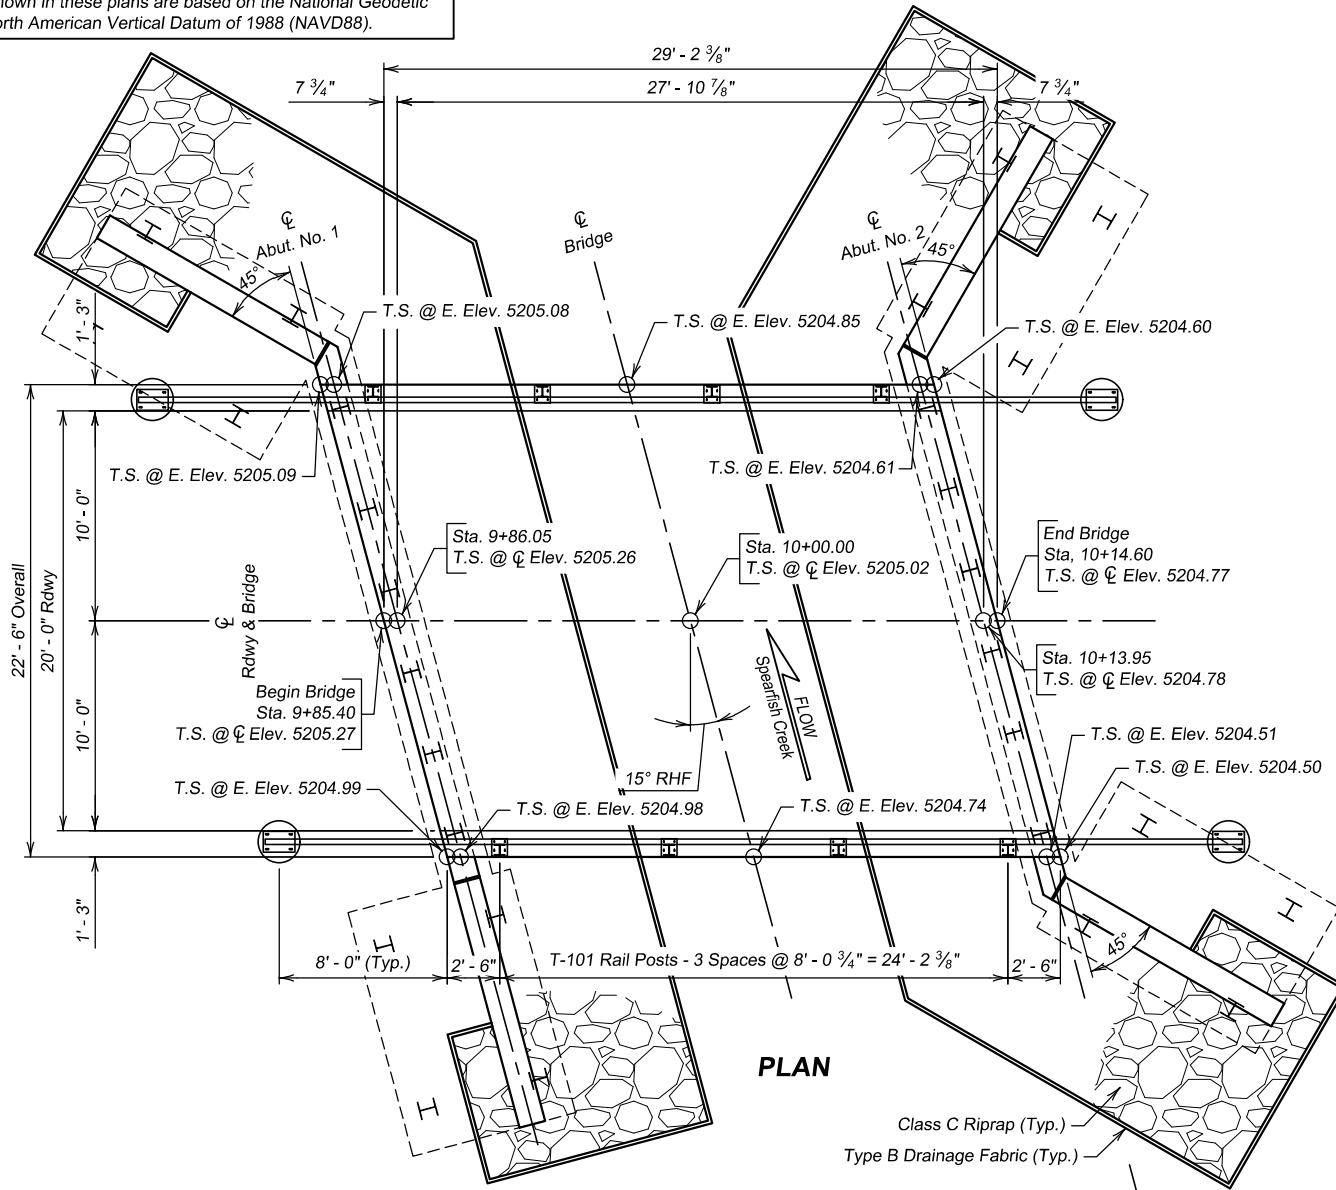 hown in these plans are based on the National Geodetic
orth American Vertical Datum of 1988 (NAVD88).
29' - 2 3/8"
7 3/4"
27' - 10 7/8"
7 3/4"
℄
Abut. No. 1
℄
Bridge
℄
Abut. No. 2
45°
45°
1' - 3"
T.S. @ E. Elev. 5205.08
T.S. @ E. Elev. 5204.85
T.S. @ E. Elev. 5204.60
T.S. @ E. Elev. 5205.09
T.S. @ E. Elev. 5204.61
22' - 6" Overall
20' - 0" Rdwy
10' - 0"
10' - 0"
Sta. 9+86.05
T.S. @ ℄ Elev. 5205.26
Sta. 10+00.00
T.S. @ ℄ Elev. 5205.02
End Bridge
Sta, 10+14.60
T.S. @ ℄ Elev. 5204.77
℄
Rdwy & Bridge
Begin Bridge
Sta. 9+85.40
T.S. @ ℄ Elev. 5205.27
Sta. 10+13.95
T.S. @ ℄ Elev. 5204.78
FLOW
Spearfish Creek
15° RHF
T.S. @ E. Elev. 5204.51
T.S. @ E. Elev. 5204.50
T.S. @ E. Elev. 5204.99
T.S. @ E. Elev. 5204.98
T.S. @ E. Elev. 5204.74
1' - 3"
8' - 0" (Typ.)
2' - 6"
T-101 Rail Posts - 3 Spaces @ 8' - 0 3/4" = 24' - 2 3/8"
2' - 6"
45°
PLAN
Class C Riprap (Typ.)
Type B Drainage Fabric (Typ.)